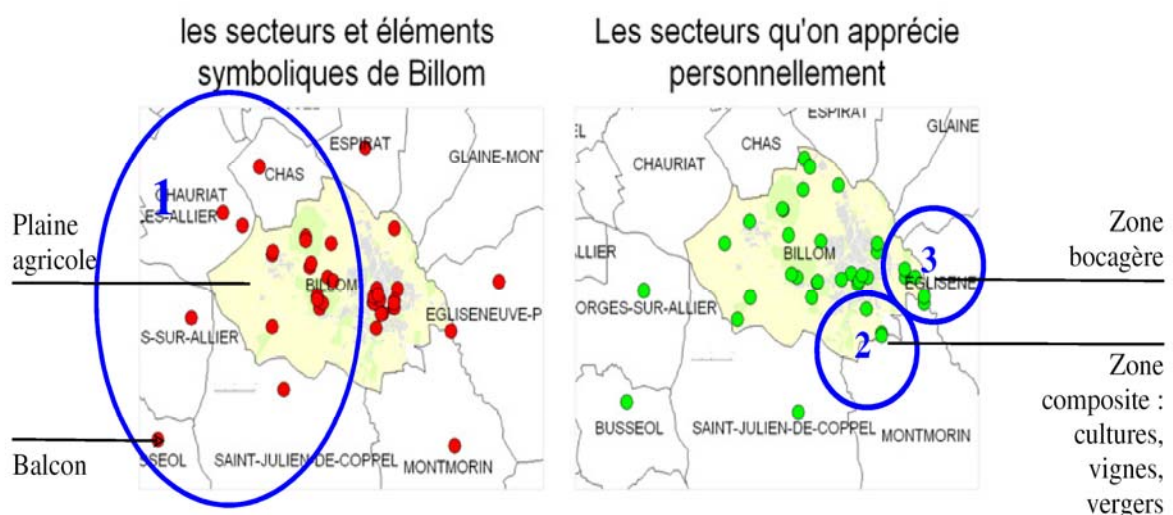 les secteurs et éléments
symboliques de Billom
Les secteurs qu'on apprécie
personnellement
Plaine
agricole
Balcon
1
ESPIRAT
CHAS
GLAINE-MONT
CHAURIAT
LES-ALLIER
BILLOM
EGLISENEUVE-P
S-SUR-ALLIER
SSEOL
SAINT-JULIEN-DE-COPPEL
MONTMORIN
ESPIRAT
GLAINE
CHAS
EL
CHAURIAT
ALLIER
BILLOM
3
EGLISENE
ORGES-SUR-ALLIER
2
BUSSEOL
SAINT-JULIEN-DE-COPPEL
MONTMORIN
Zone
bocagère
Zone
composite :
cultures,
vignes,
vergers